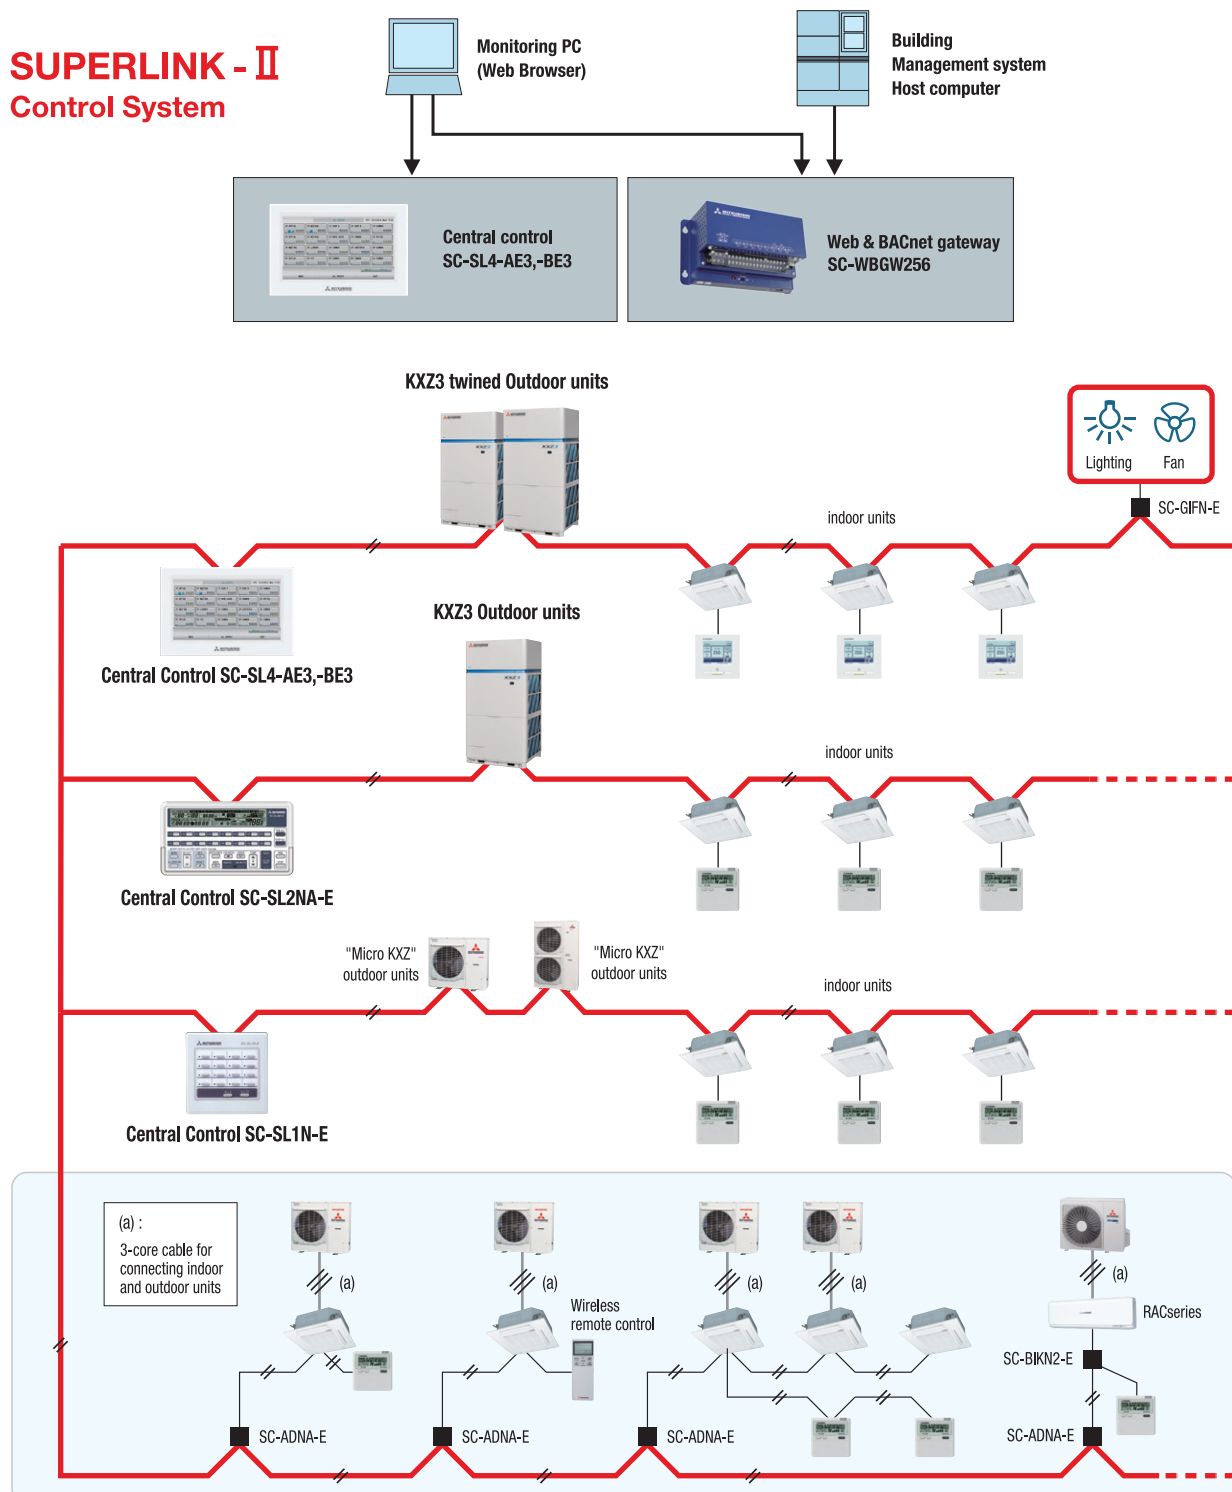 SUPERLINK - II
Control System
Monitoring PC
(Web Browser)
Building
Management system
Host computer
Central control
SC-SL4-AE3,-BE3
Web & BACnet gateway
SC-WBGW256
KXZ3 twined Outdoor units
Lighting
Fan
SC-GIFN-E
indoor units
Central Control SC-SL4-AE3,-BE3
KXZ3 Outdoor units
indoor units
Central Control SC-SL2NA-E
"Micro KXZ"
outdoor units
"Micro KXZ"
outdoor units
indoor units
Central Control SC-SL1N-E
(a) :
3-core cable for
connecting indoor
and outdoor units
(a)
(a)
(a)
(a)
(a)
Wireless
remote control
RACseries
SC-BIKN2-E
SC-ADNA-E
SC-ADNA-E
SC-ADNA-E
SC-ADNA-E